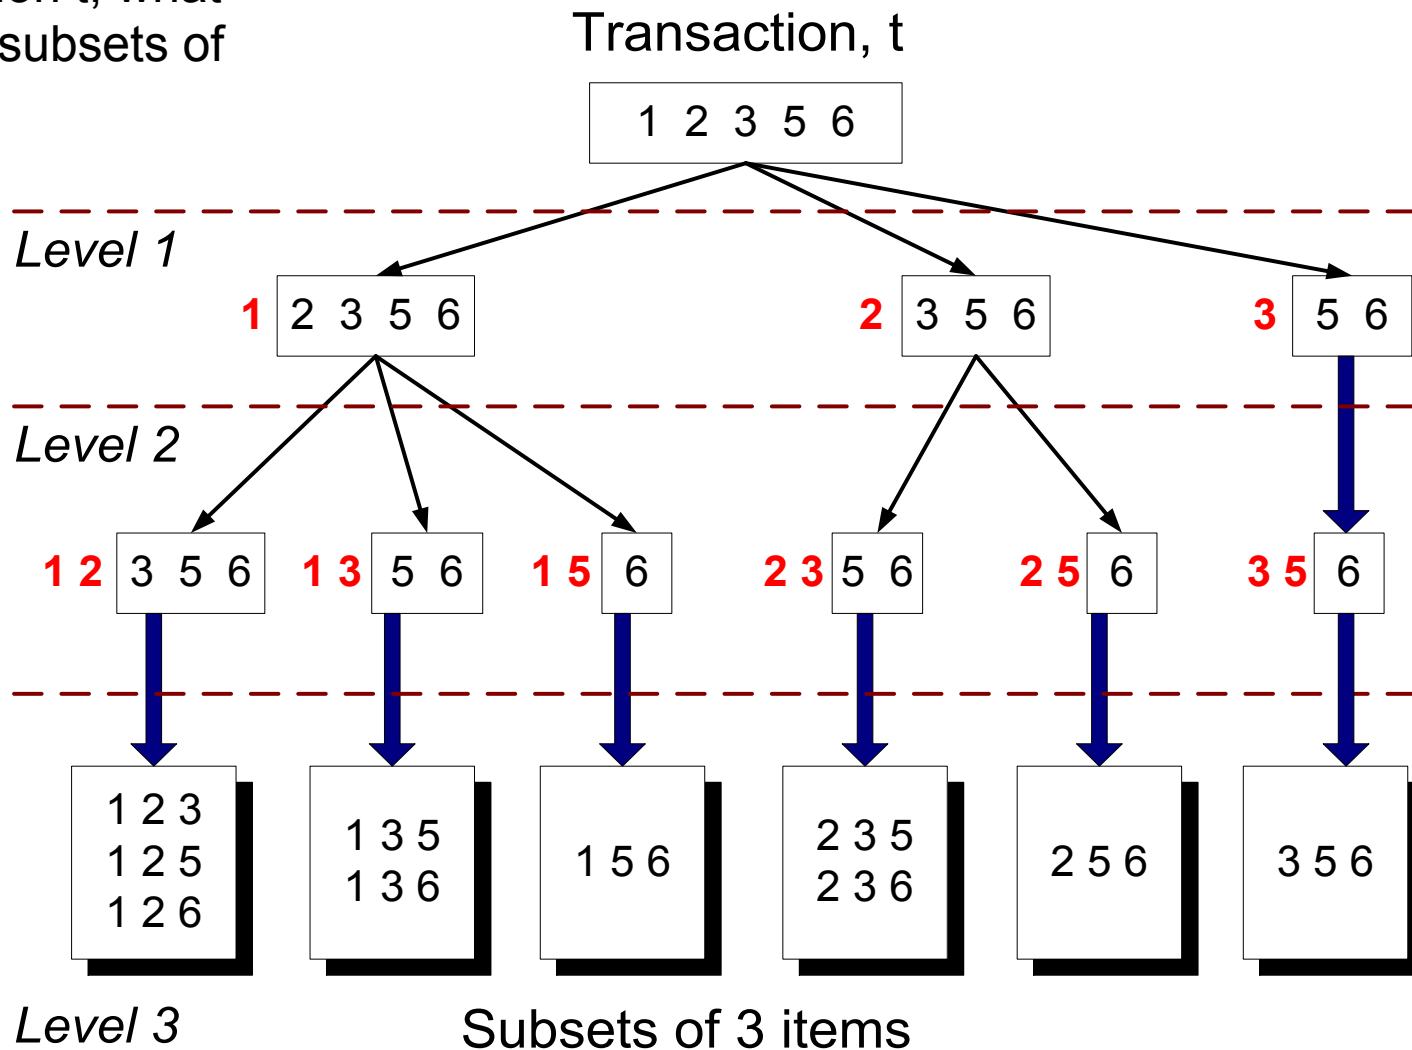 what
subsets of
Transaction, t
1 2 3 5 6
Level 1
1 2 3 5 6
2 3 5 6
3 5 6
Level 2
1 2 3 5 6
1 3 5 6
1 5 6
2 3 5 6
2 5 6
3 5 6
1 2 3
1 2 5
1 2 6
1 3 5
1 3 6
1 5 6
2 3 5
2 3 6
2 5 6
3 5 6
Level 3
Subsets of 3 items